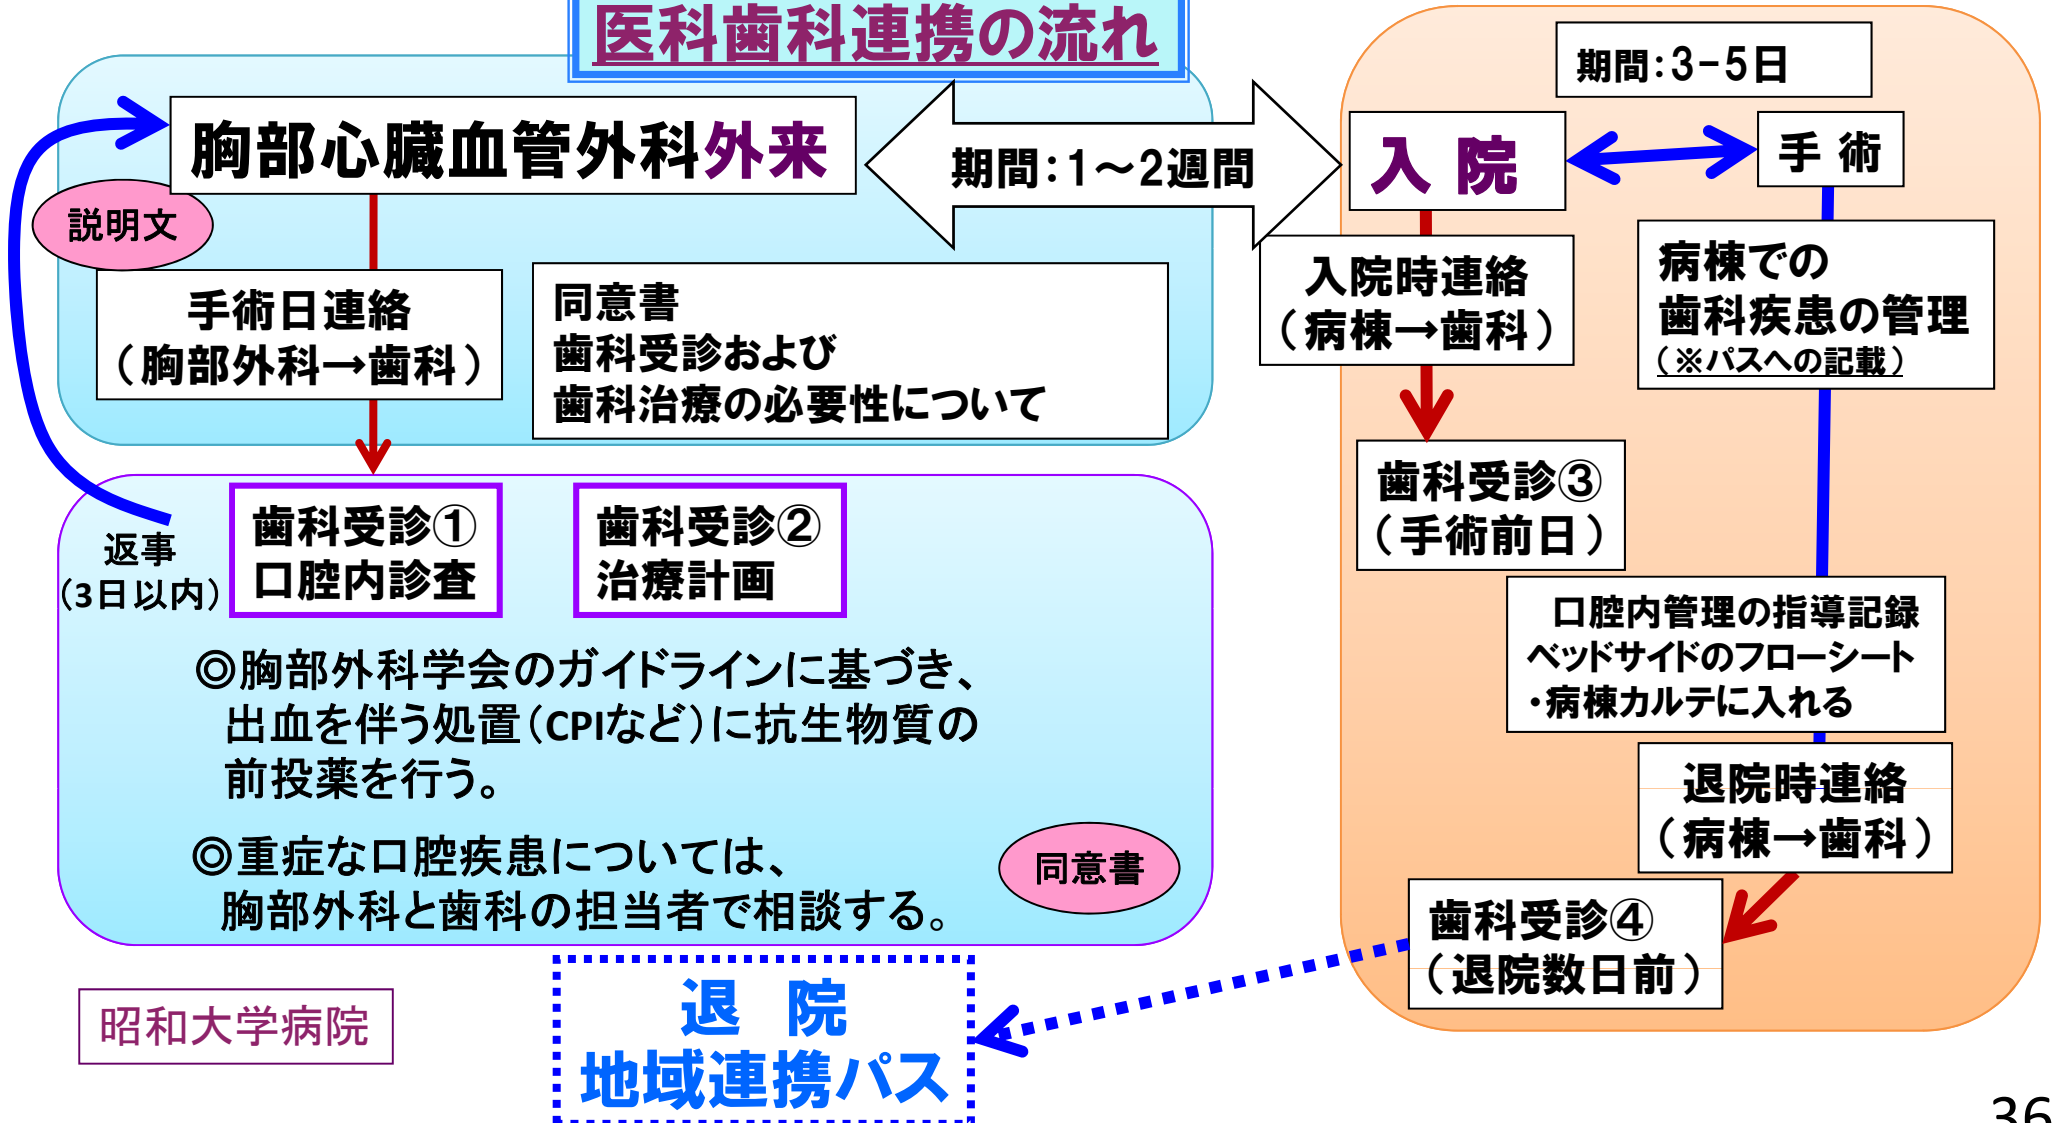 医科歯科連携の流れ
胸部心臓血管外科外来
説明文
手術日連絡
（胸部外科→歯科）
同意書
歯科受診および
歯科治療の必要性について
期間：1～2週間
返事
（3日以内）
歯科受診①
口腔内診査
歯科受診②
治療計画
◎胸部外科学会のガイドラインに基づき、
出血を伴う処置（CPIなど）に抗生物質の
前投薬を行う。
◎重症な口腔疾患については、
胸部外科と歯科の担当者で相談する。
同意書
期間：3-5日
入 院
手 術
入院時連絡
（病棟→歯科）
病棟での
歯科疾患の管理
（※パスへの記載）
歯科受診③
（手術前日）
口腔内管理の指導記録
ベッドサイドのフローシート
・病棟カルテに入れる
退院時連絡
（病棟→歯科）
歯科受診④
（退院数日前）
退 院
地域連携パス
昭和大学病院
36